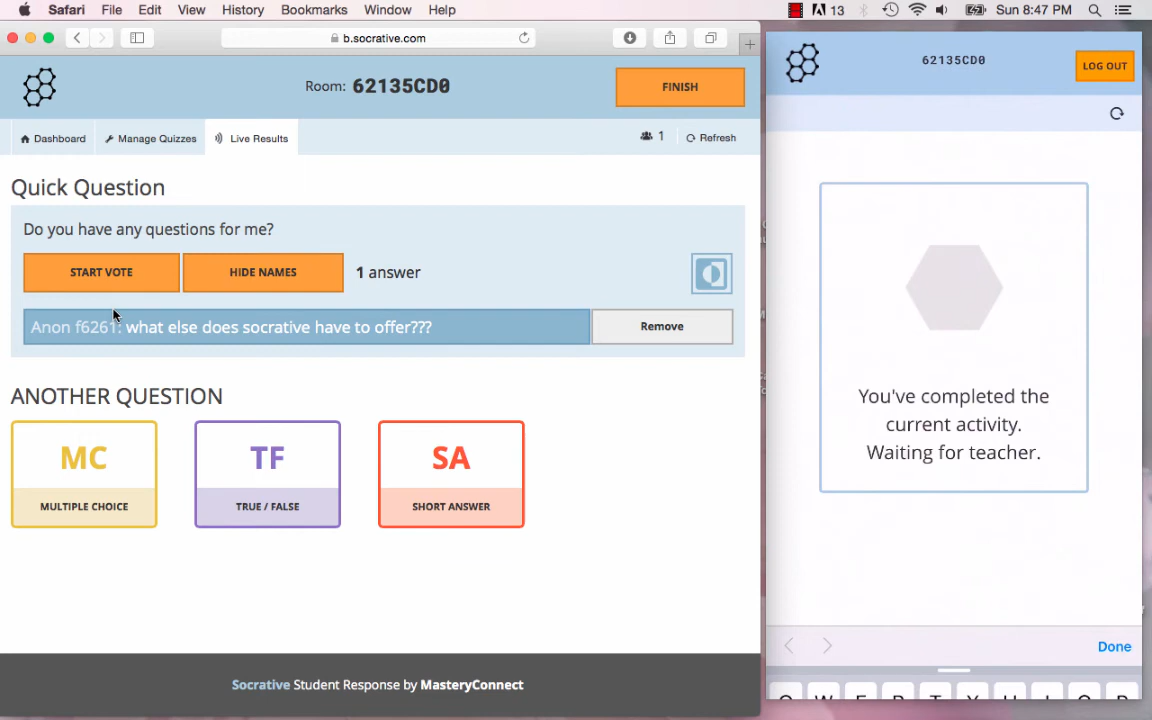 Safari File Edit View History Bookmarks Window Help 13 Sun 8:47 PM
b.socrative.com
Room: 62135CD0 FINISH
Dashboard Manage Quizzes Live Results 1 Refresh
Quick Question
Do you have any questions for me?
START VOTE HIDE NAMES 1 answer
Anon f6261: what else does socrative have to offer??? Remove
ANOTHER QUESTION
MC TF SA
MULTIPLE CHOICE TRUE / FALSE SHORT ANSWER
Socrative Student Response by MasteryConnect
62135CD0 LOG OUT
You've completed the
current activity.
Waiting for teacher.
Done